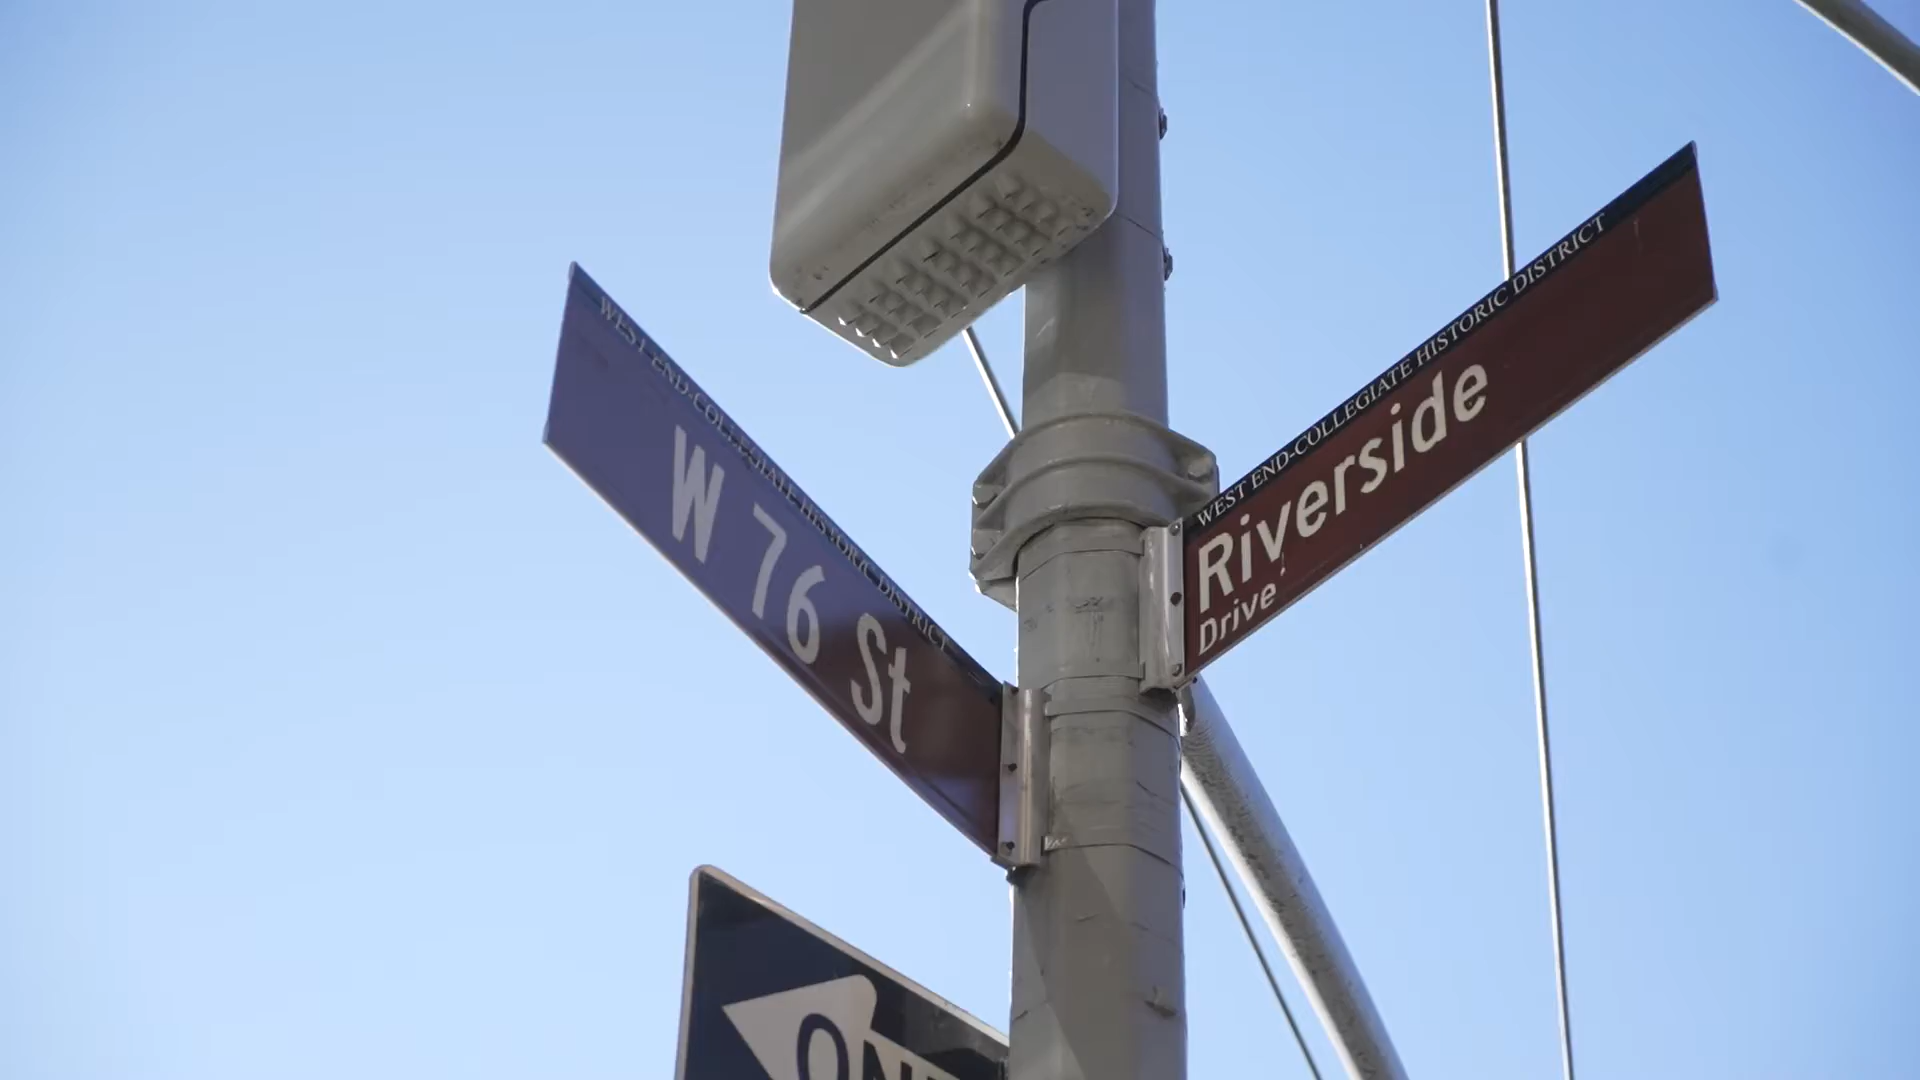 WEST END-COLLEGIATE HISTORIC DISTRICT
W 76 St
WEST END-COLLEGIATE HISTORIC DISTRICT
Riverside
Drive